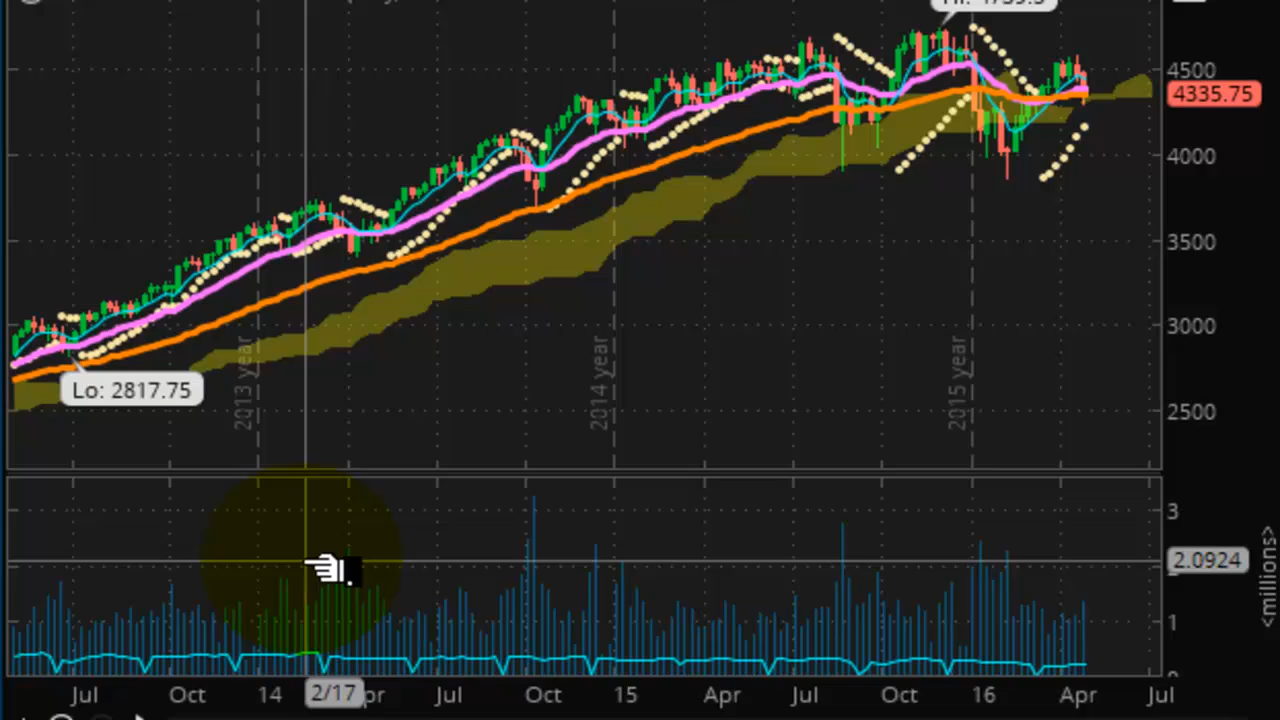 4500
4335.75
4000
3500
3000
2500
Lo: 2817.75
2013 year
2014 year
2015 year
3
2.0924
1
<millions>
Jul
Oct
14
2/17
pr
Jul
Oct
15
Apr
Jul
Oct
16
Apr
Jul